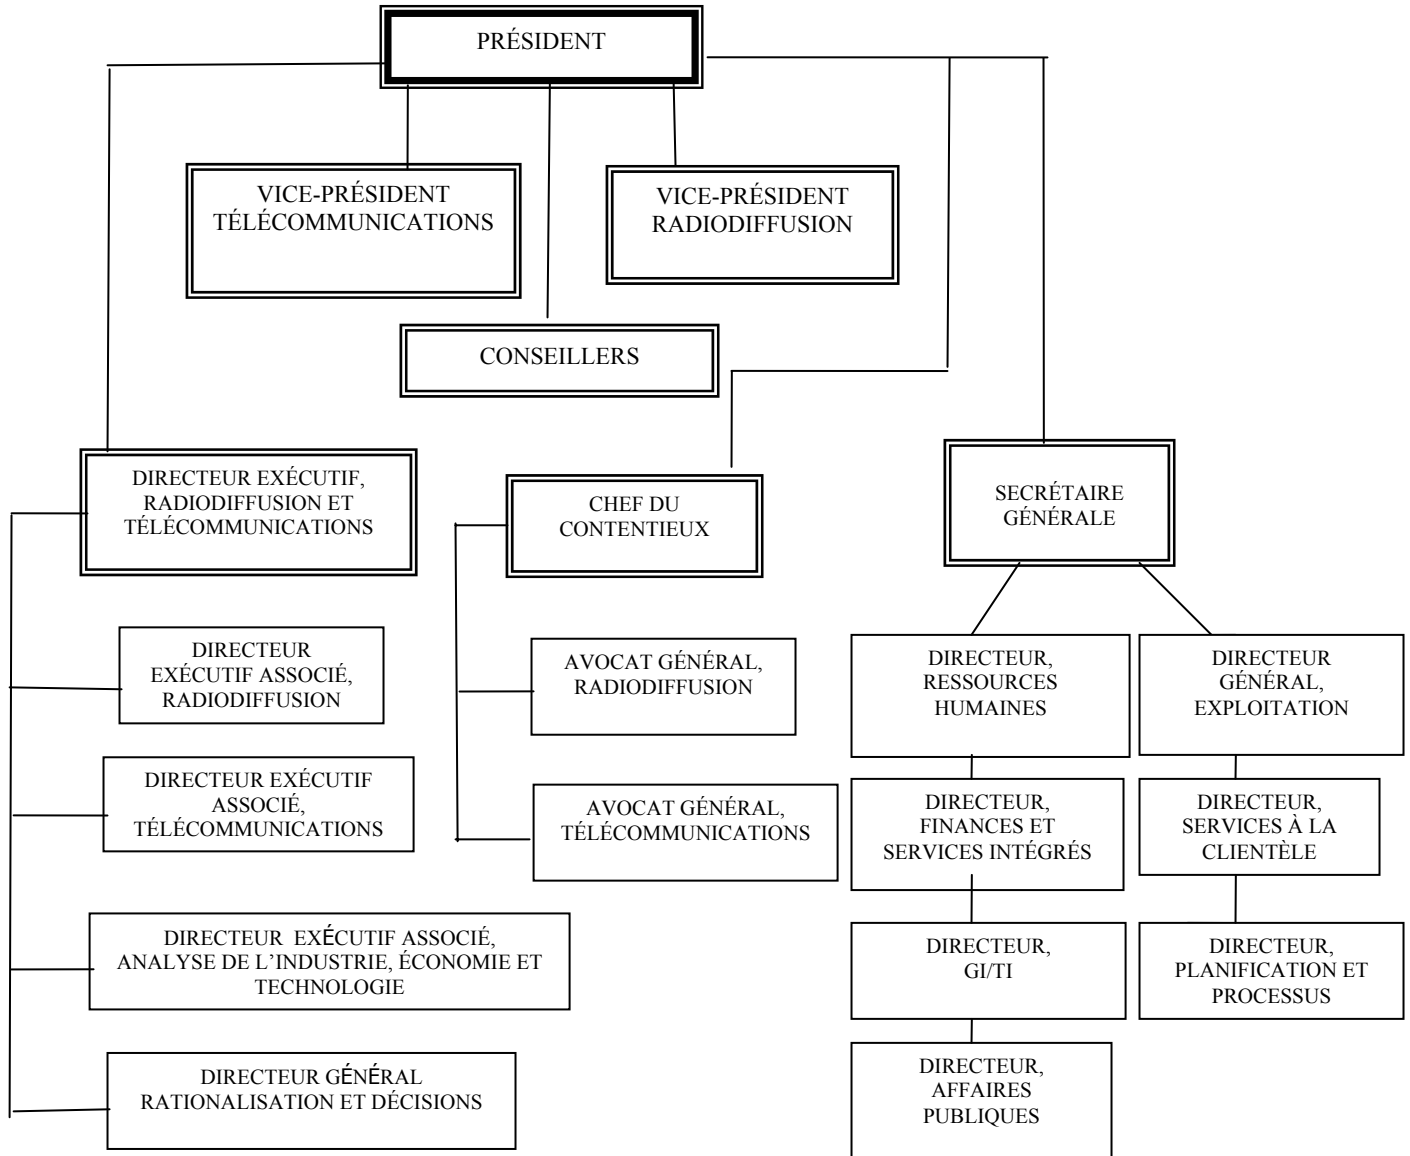 PRÉSIDENT
VICE-PRÉSIDENT
TÉLÉCOMMUNICATIONS
VICE-PRÉSIDENT
RADIODIFFUSION
CONSEILLERS
DIRECTEUR EXÉCUTIF,
RADIODIFFUSION ET
TÉLÉCOMMUNICATIONS
CHEF DU
CONTENTIEUX
SECRÉTAIRE
GÉNÉRALE
DIRECTEUR
EXÉCUTIF ASSOCIÉ,
RADIODIFFUSION
DIRECTEUR EXÉCUTIF
ASSOCIÉ,
TÉLÉCOMMUNICATIONS
DIRECTEUR EXÉCUTIF ASSOCIÉ,
ANALYSE DE L’INDUSTRIE, ÉCONOMIE ET
TECHNOLOGIE
DIRECTEUR GÉNÉRAL
RATIONALISATION ET DÉCISIONS
AVOCAT GÉNÉRAL,
RADIODIFFUSION
AVOCAT GÉNÉRAL,
TÉLÉCOMMUNICATIONS
DIRECTEUR,
RESSOURCES
HUMAINES
DIRECTEUR,
FINANCES ET
SERVICES INTÉGRÉS
DIRECTEUR,
GI/TI
DIRECTEUR,
AFFAIRES
PUBLIQUES
DIRECTEUR
GÉNÉRAL,
EXPLOITATION
DIRECTEUR,
SERVICES À LA
CLIENTÈLE
DIRECTEUR,
PLANIFICATION ET
PROCESSUS